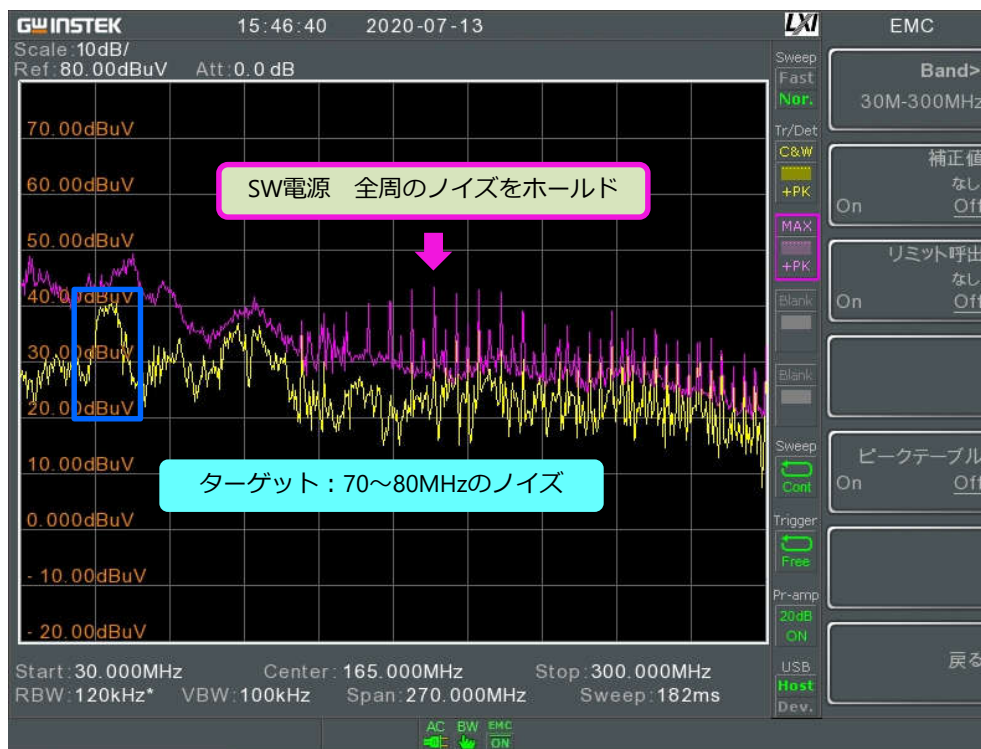 GWINSTEK 15:46:40 2020-07-13 LXI EMC
Scale:10dB/
Ref:80.00dBuV Att:0.0 dB
70.00dBuV
60.00dBuV
50.00dBuV
40.00dBuV
30.00dBuV
20.00dBuV
10.00dBuV
0.000dBuV
- 10.00dBuV
- 20.00dBuV
SW電源 全周のノイズをホールド
ターゲット：70～80MHzのノイズ
Start:30.000MHz Center:165.000MHz Stop:300.000MHz
RBW:120kHz* VBW:100kHz Span:270.000MHz Sweep:182ms
Sweep
Fast
Nor.
Tr/Det
C&W
+PK
MAX
+PK
Blank
Blank
Sweep
Cont
Trigger
Free
Pr-amp
20dB
ON
USB
Host
Dev.
Band>
30M-300MHz
補正値
なし
On Off
リミット呼出
なし
On Off
ピークテーブル
On Off
戻る
AC BW EMC
ON